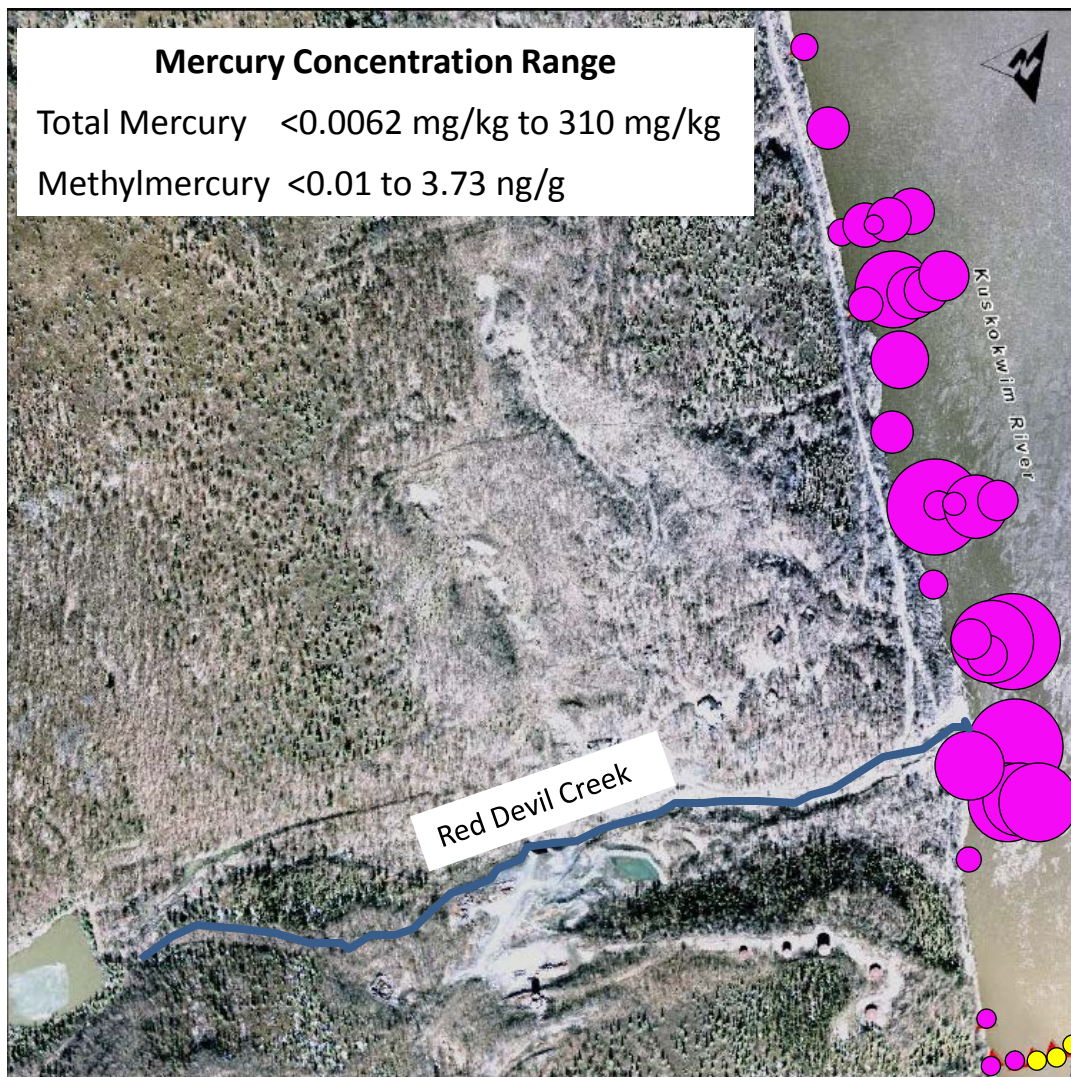 Mercury Concentration Range
Total Mercury <0.0062 mg/kg to 310 mg/kg
Methylmercury <0.01 to 3.73 ng/g
Kuskokwim River
Red Devil Creek